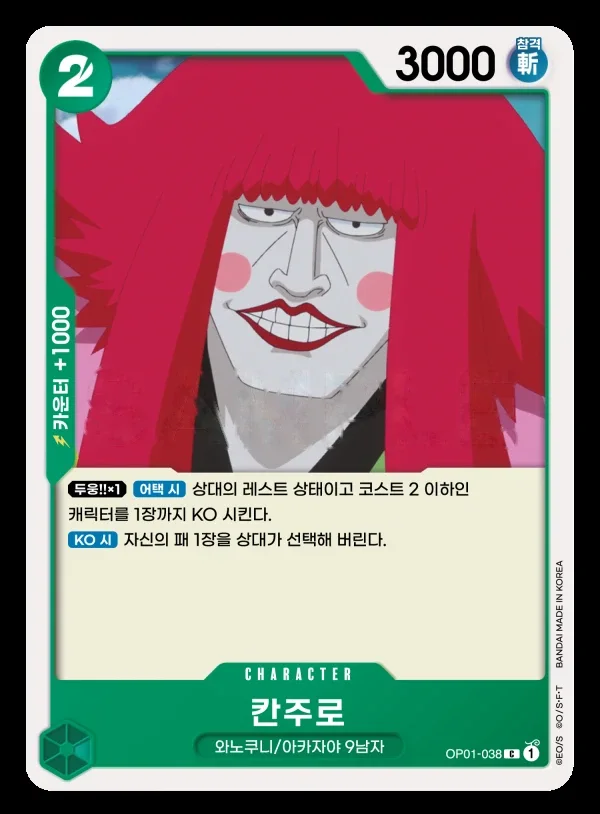 2
3000
참격
斬
카운터 +1000
두웅!!×1 어택 시 상대의 레스트 상태이고 코스트 2 이하인
캐릭터를 1장까지 KO 시킨다.
KO 시 자신의 패 1장을 상대가 선택해 버린다.
CHARACTER
칸주로
와노쿠니/아카자야 9남자
OP01-038 C 1
©EO/S ©O/S·F·T BANDAI MADE IN KOREA